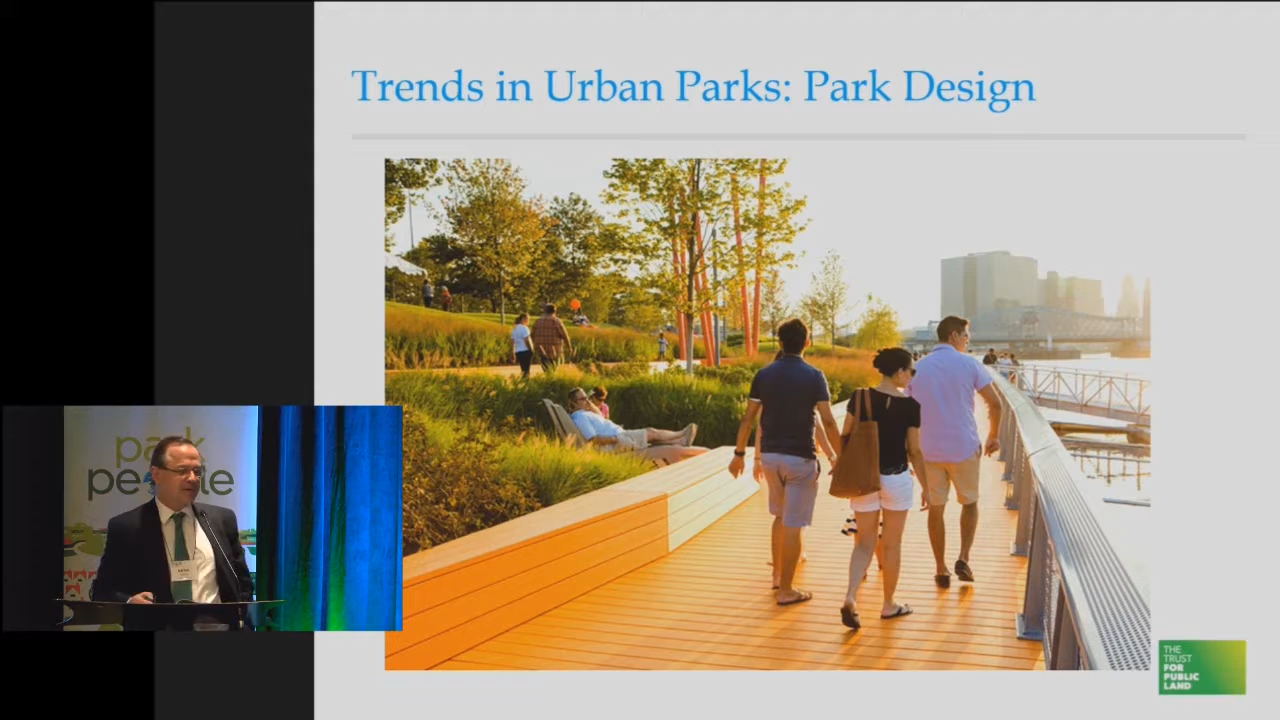 Trends in Urban Parks: Park Design
park
people
THE
TRUST
FOR
PUBLIC
LAND